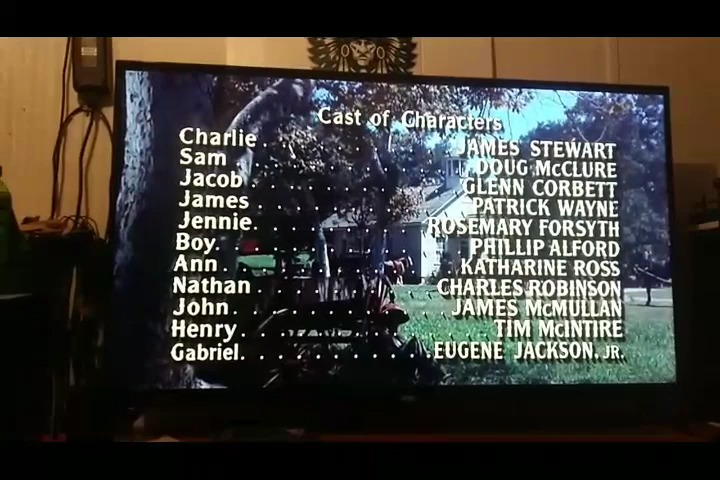 Cast of Characters
Charlie. JAMES STEWART
Sam . . . . . . . . . . . DOUG McCLURE
Jacob . . . . . . . . . . GLENN CORBETT
James . . . . . . . . . . PATRICK WAYNE
Jennie. . . . . . . . . ROSEMARY FORSYTH
Boy. . . . . . . . . . . PHILLIP ALFORD
Ann . . . . . . . . . . KATHARINE ROSS
Nathan . . . . . . . . CHARLES ROBINSON
John. . . . . . . . . . JAMES McMULLAN
Henry . . . . . . . . . . . TIM McINTIRE
Gabriel. . . . . . . . . . EUGENE JACKSON, JR.